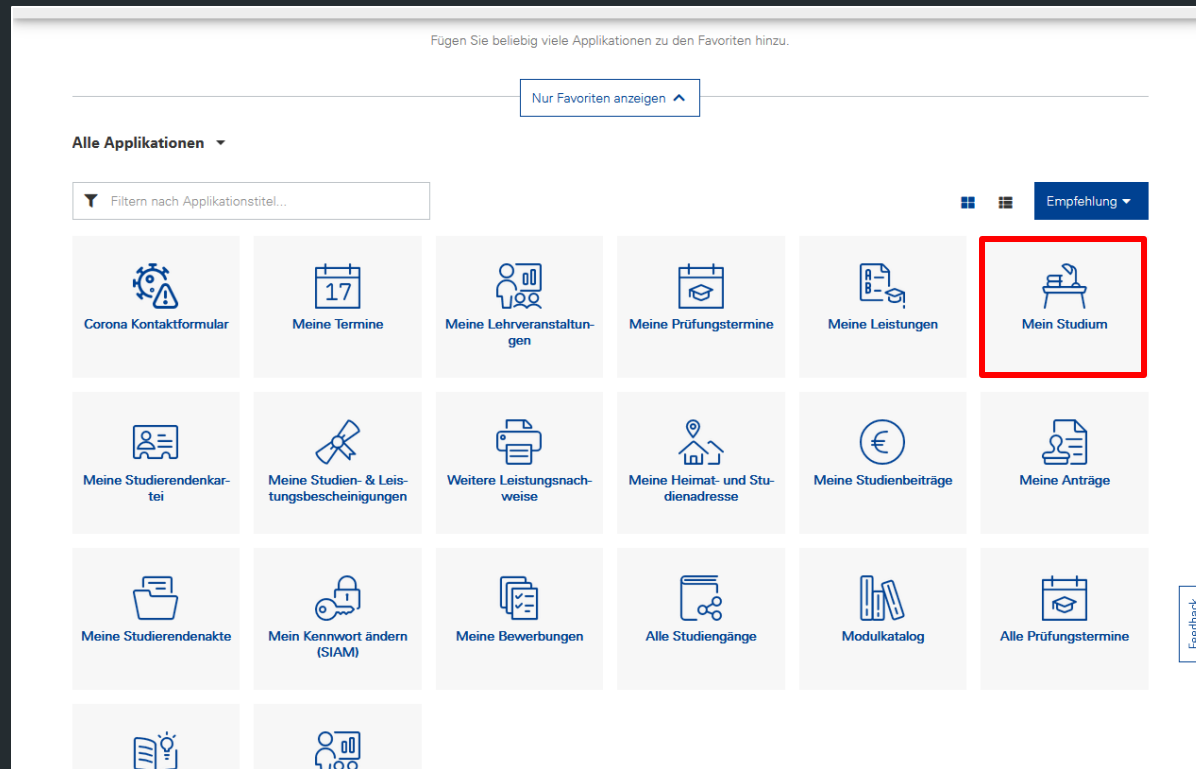 Fügen Sie beliebig viele Applikationen zu den Favoriten hinzu.
Nur Favoriten anzeigen
Alle Applikationen
Filtern nach Applikationstitel...
Empfehlung
Corona Kontaktformular
17
Meine Termine
Meine Lehrveranstaltun-
gen
Meine Prüfungstermine
A
B
Meine Leistungen
Mein Studium
Meine Studierendenkar-
tei
Meine Studien- & Leis-
tungsbescheinigungen
Weitere Leistungsnach-
weise
Meine Heimat- und Stu-
dienadresse
€
Meine Studienbeiträge
Meine Anträge
Meine Studierendenakte
Mein Kennwort ändern
(SIAM)
Meine Bewerbungen
Alle Studiengänge
Modulkatalog
Alle Prüfungstermine
Feedback